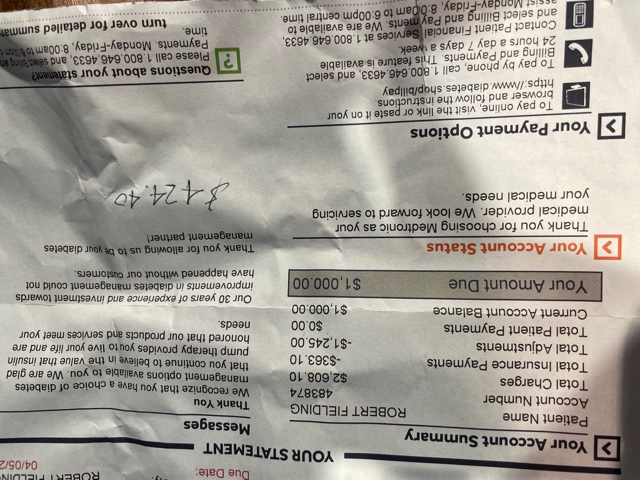 ROBERT FIELDIN
Due Date:
04/05/2
YOUR STATEMENT
Your Account Summary
Patient Name ROBERT FIELDING
Account Number 483874
Total Charges $2,608.10
Total Insurance Payments -$363.10
Total Adjustments -$1,245.00
Total Patient Payments $0.00
Current Account Balance $1,000.00
Your Amount Due $1,000.00
Messages
Thank You
We recognize that you have a choice of diabetes
management options available to you. We are glad
that you continue to believe in the value that insulin
pump therapy provides you to live your life and are
honored that our products and services meet your
needs.
Our 30 years of experience and investment towards
improvements in diabetes management could not
have happened without our customers.
Thank you for allowing us to be your diabetes
management partner!
$424.40
Your Account Status
Thank you for choosing Medtronic as your
medical provider. We look forward to servicing
your medical needs.
Your Payment Options
To pay online, visit the link or paste it on your
browser and follow the instructions
https://www.diabetes.shop/billpay
To pay by phone, call 1.800.646.4633, and select
Billing and Payments. This feature is available
24 hours a day 7 days a week.
Contact Patient Financial Services at 1.800.646.4633,
and select Billing and Payments. We are available to
assist Monday-Friday, 8:00am to 6:00pm central time.
? Questions about your statement?
Please call 1.800.646.4633, and select
Payments. Monday-Friday, 8:00am to
time.
turn over for detailed summar